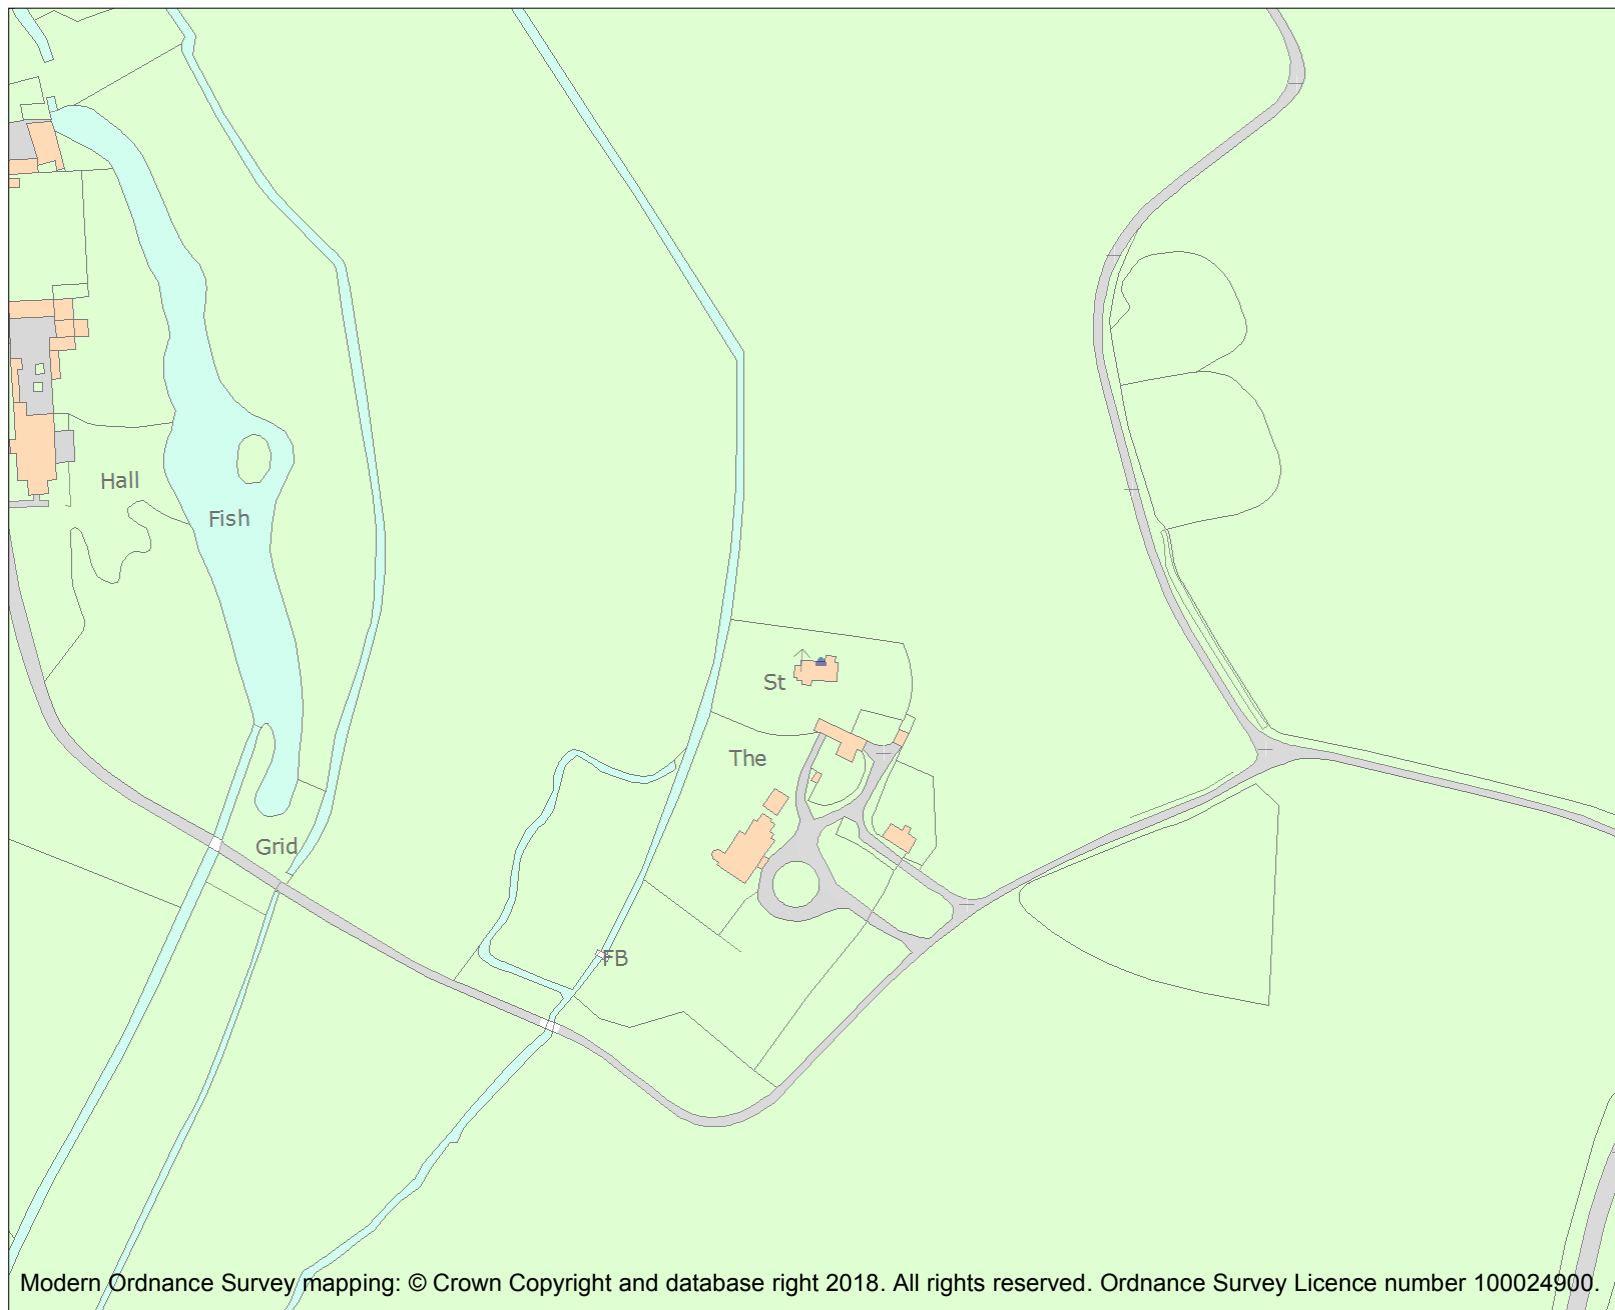 Hall
Fish
St
The
Grid
FB
Modern Ordnance Survey mapping: © Crown Copyright and database right 2018. All rights reserved. Ordnance Survey Licence number 100024900.